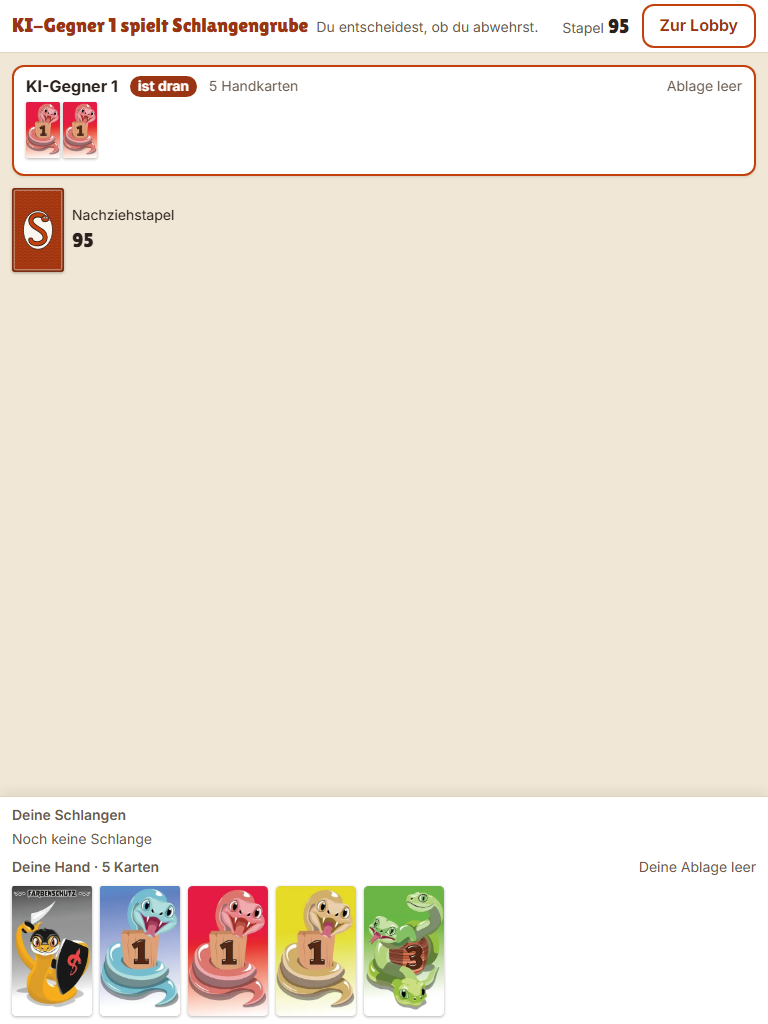 KI-Gegner 1 spielt Schlangengrube Du entscheidest, ob du abwehrst. Stapel 95 Zur Lobby
KI-Gegner 1 ist dran 5 Handkarten Ablage leer
1 1
S
Nachziehstapel
95
Deine Schlangen
Noch keine Schlange
Deine Hand · 5 Karten Deine Ablage leer
FARBENSCHUTZ
1 1 1 3